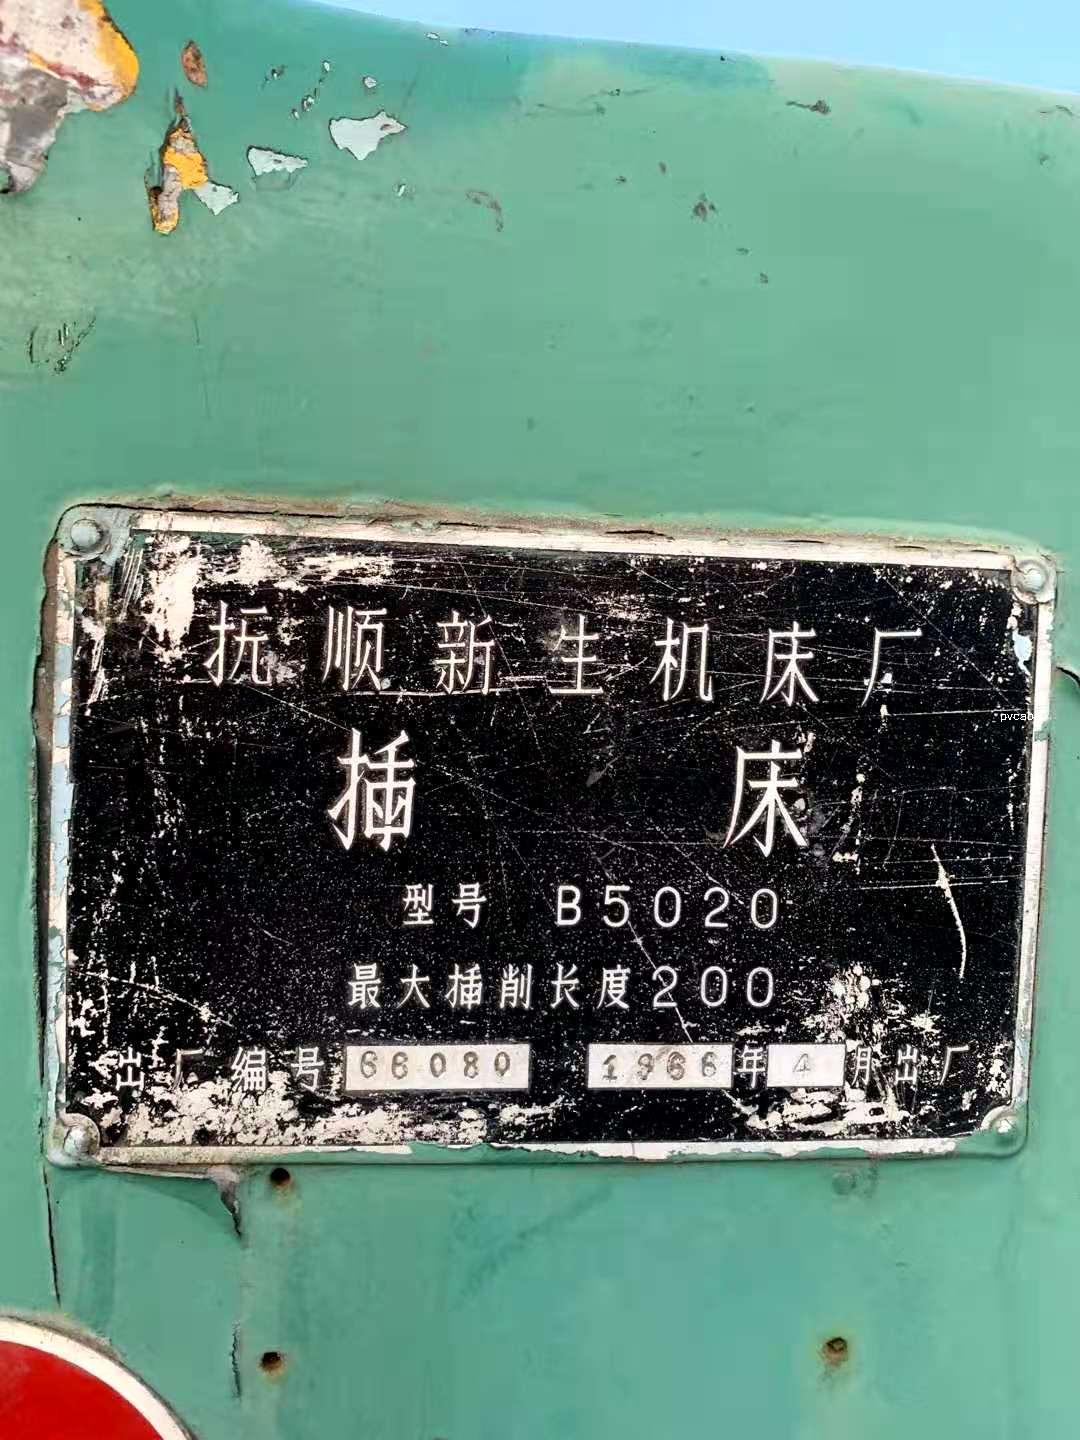 抚顺新生机床厂
插床
型号 B5020
最大插削长度200
出厂编号 66080 1966年4月出厂
pvcab